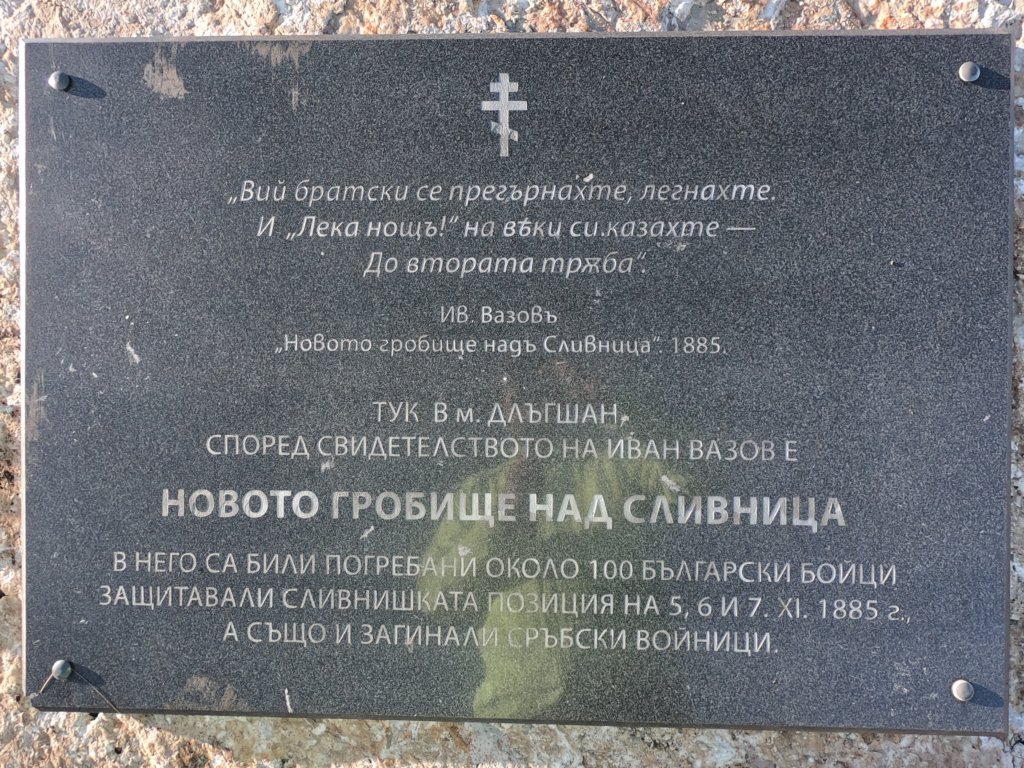 „Вий братски се прегърнахте, легнахте.
И „Лека нощъ!“ на вѣки си казахте —
До втората трѫба“.
Ив. Вазовъ
„Новото гробище надъ Сливница“. 1885.
ТУК В м. ДЛЪГШАН,
СПОРЕД СВИДЕТЕЛСТВОТО НА ИВАН ВАЗОВ Е
НОВОТО ГРОБИЩЕ НАД СЛИВНИЦА
В НЕГО СА БИЛИ ПОГРЕБАНИ ОКОЛО 100 БЪЛГАРСКИ БОЙЦИ
ЗАЩИТАВАЛИ СЛИВНИШКАТА ПОЗИЦИЯ НА 5, 6 И 7. XI. 1885 г.,
А СЪЩО И ЗАГИНАЛИ СРЪБСКИ ВОЙНИЦИ.